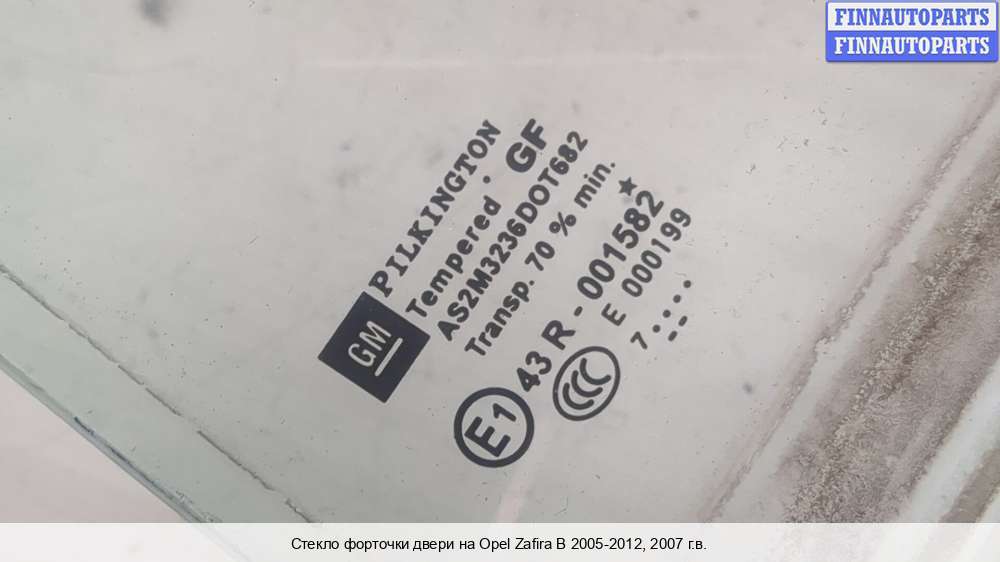 FINNAUTOPARTS
FINNAUTOPARTS
PILKINGTON
GM
Tempered • GF
AS2M3236DOT682
Transp. 70 % min.
E1
43 R - 001582 ★
CCC
E 000199
7
Стекло форточки двери на Opel Zafira B 2005-2012, 2007 г.в.